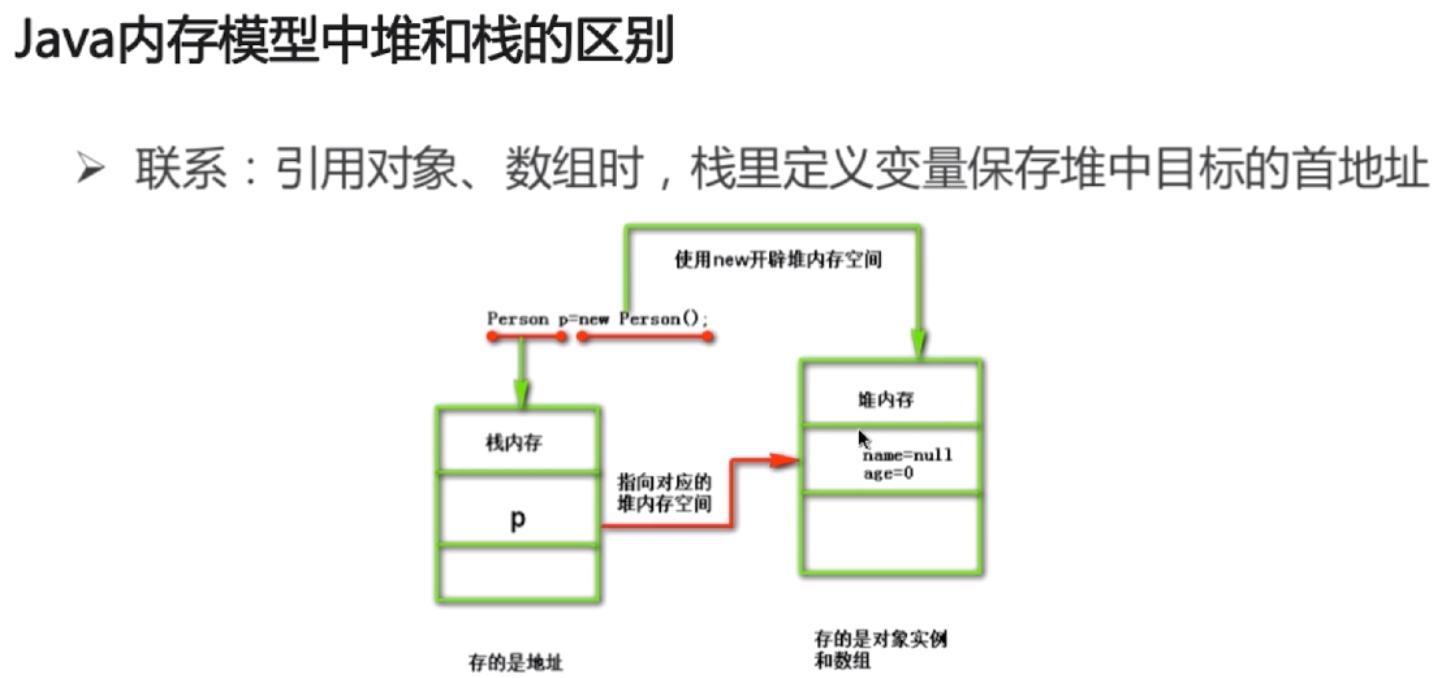 Java内存模型中堆和栈的区别
联系：引用对象、数组时，栈里定义变量保存堆中目标的首地址
使用new开辟堆内存空间
Person p=new Person();
堆内存
栈内存
name=null
age=0
指向对应的
堆内存空间
p
存的是对象实例
和数组
存的是地址